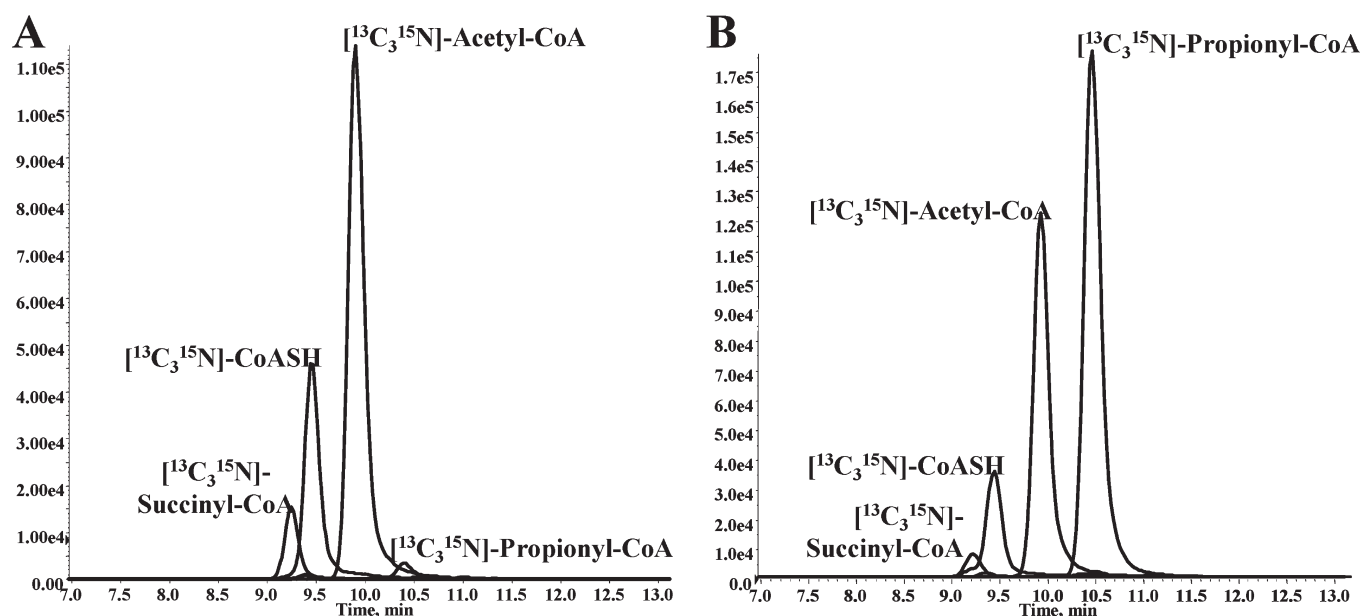 A
[¹³C₃¹⁵N]-Acetyl-CoA
1.10e5
1.00e5
9.00e4
8.00e4
7.00e4
6.00e4
5.00e4
4.00e4
3.00e4
2.00e4
1.00e4
0.00
[¹³C₃¹⁵N]-CoASH
[¹³C₃¹⁵N]-
Succinyl-CoA
[¹³C₃¹⁵N]-Propionyl-CoA
7.0 7.5 8.0 8.5 9.0 9.5 10.0 10.5 11.0 11.5 12.0 12.5 13.0
Time, min
B
[¹³C₃¹⁵N]-Propionyl-CoA
1.7e5
1.6e5
1.5e5
1.4e5
1.3e5
1.2e5
1.1e5
1.0e5
9.0e4
8.0e4
7.0e4
6.0e4
5.0e4
4.0e4
3.0e4
2.0e4
1.0e4
0.0
[¹³C₃¹⁵N]-Acetyl-CoA
[¹³C₃¹⁵N]-CoASH
[¹³C₃¹⁵N]-
Succinyl-CoA
7.0 7.5 8.0 8.5 9.0 9.5 10.0 10.5 11.0 11.5 12.0 12.5 13.0
Time, min